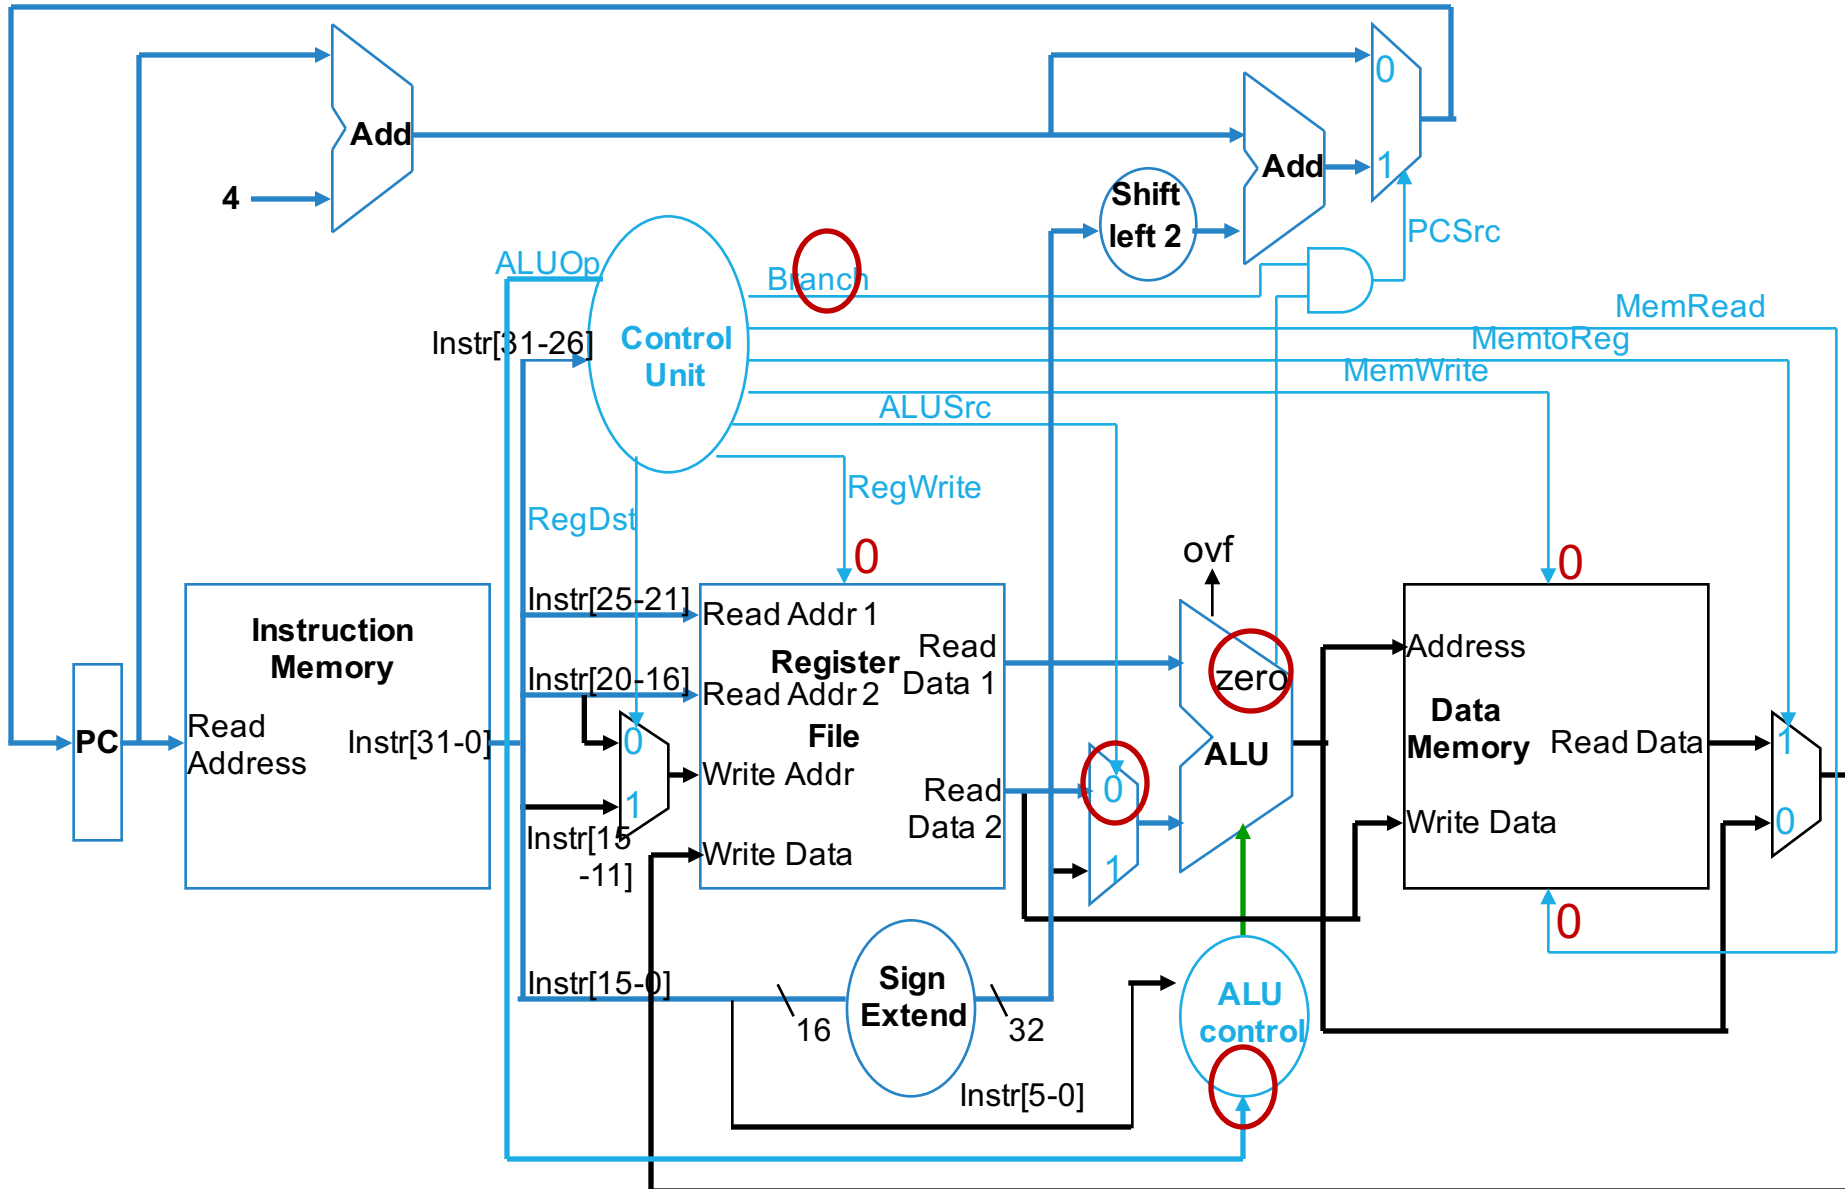 0
Add
1
Add
4
Shift
left 2
PCSrc
ALUOp
Branch
MemRead
Instr[31-26]
Control
Unit
MemtoReg
MemWrite
ALUSrc
RegWrite
RegDst
0
ovf
0
Instr[25-21]
Read Addr 1
Instruction
Memory
Read
Data 1
Address
Register
Instr[20-16]
Read Addr 2
zero
Data
Memory
PC
Read
Address
Instr[31-0]
0
File
ALU
Read Data
1
Write Addr
1
Read
Data 2
0
Write Data
0
Instr[15
-11]
Write Data
1
0
Instr[15-0]
16
Sign
Extend
32
ALU
control
Instr[5-0]